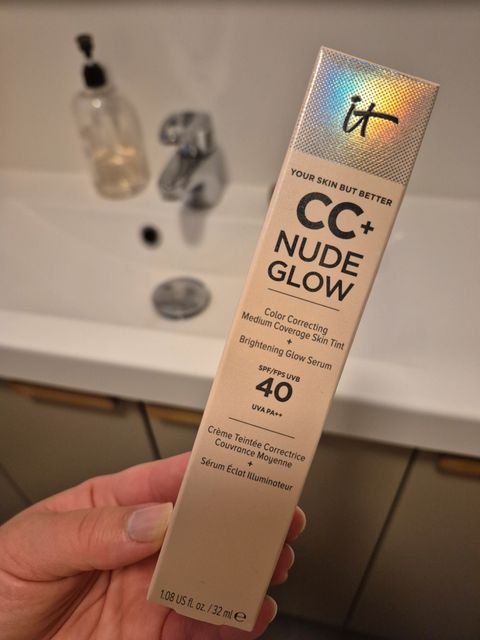 it
YOUR SKIN BUT BETTER
CC+
NUDE
GLOW
Color Correcting
Medium Coverage Skin Tint
+
Brightening Glow Serum
SPF/FPS UVB
40
UVA PA++
Crème Teintée Correctrice
Couvrance Moyenne
+
Sérum Éclat Illuminateur
1.08 US fl. oz. / 32 ml e